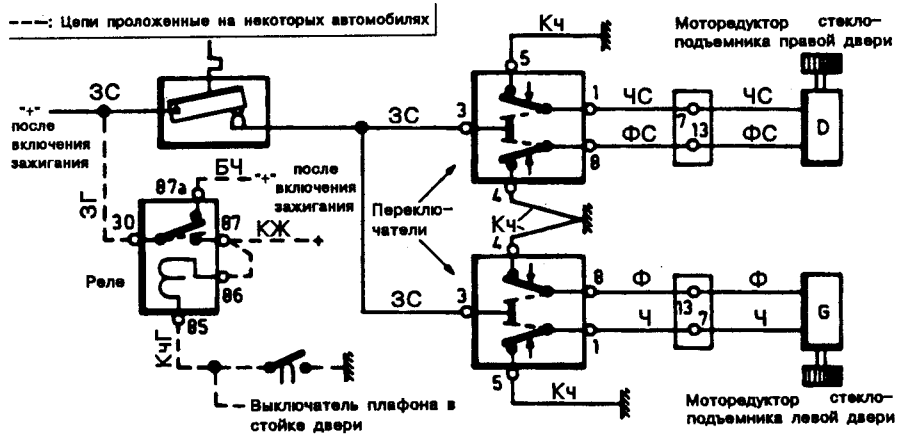 ---: Цепи проложенные на некоторых автомобилях
Кч
Моторедуктор стекло-
подъемника правой двери
5
"+"
после
включения
зажигания
ЗС
ЗС
3
1
ЧС
ЧС
7
13
ФС
ФС
8
D
4
ЗГ
БЧ
"+" после
включения
зажигания
87а
30
87
КЖ
+
86
Реле
85
КчГ
Переклю-
чатели
Кч
4
ЗС
3
8
Ф
Ф
13
7
Ч
Ч
1
G
5
Кч
Выключатель плафона в
стойке двери
Моторедуктор стекло-
подъемника левой двери